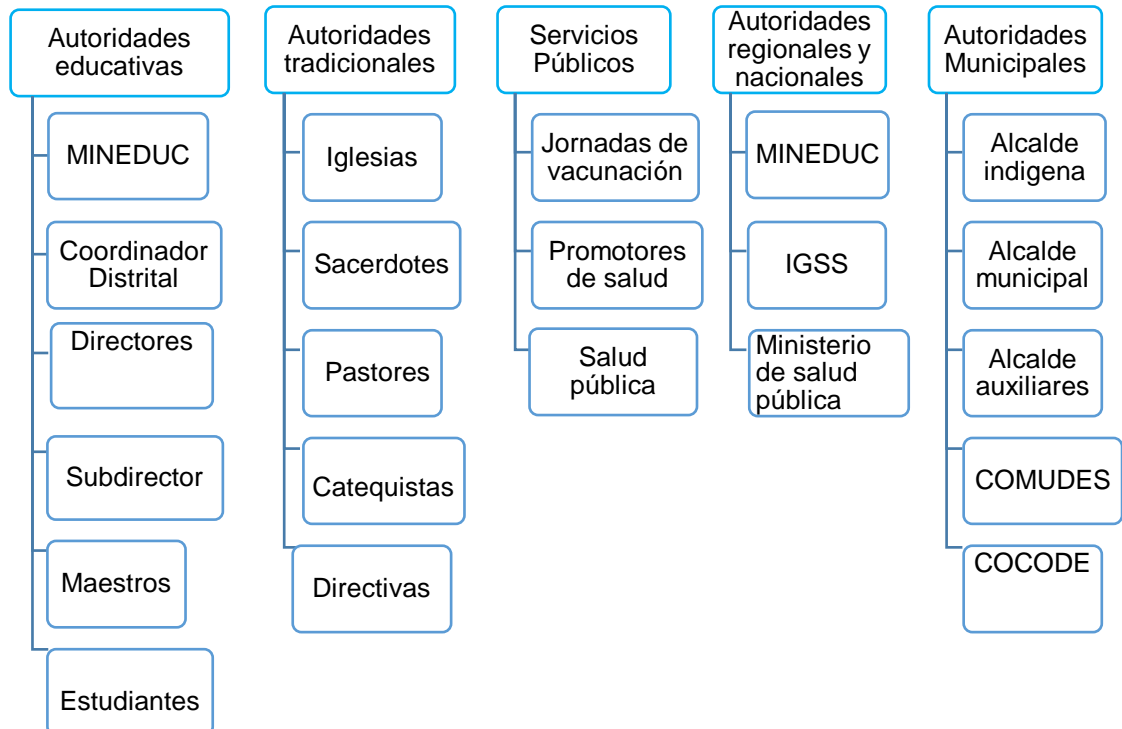 Autoridades
educativas
MINEDUC
Coordinador
Distrital
Directores
Subdirector
Maestros
Estudiantes
Autoridades
tradicionales
Iglesias
Sacerdotes
Pastores
Catequistas
Directivas
Servicios
Públicos
Jornadas de
vacunación
Promotores
de salud
Salud
pública
Autoridades
regionales y
nacionales
MINEDUC
IGSS
Ministerio
de salud
pública
Autoridades
Municipales
Alcalde
indigena
Alcalde
municipal
Alcalde
auxiliares
COMUDES
COCODE